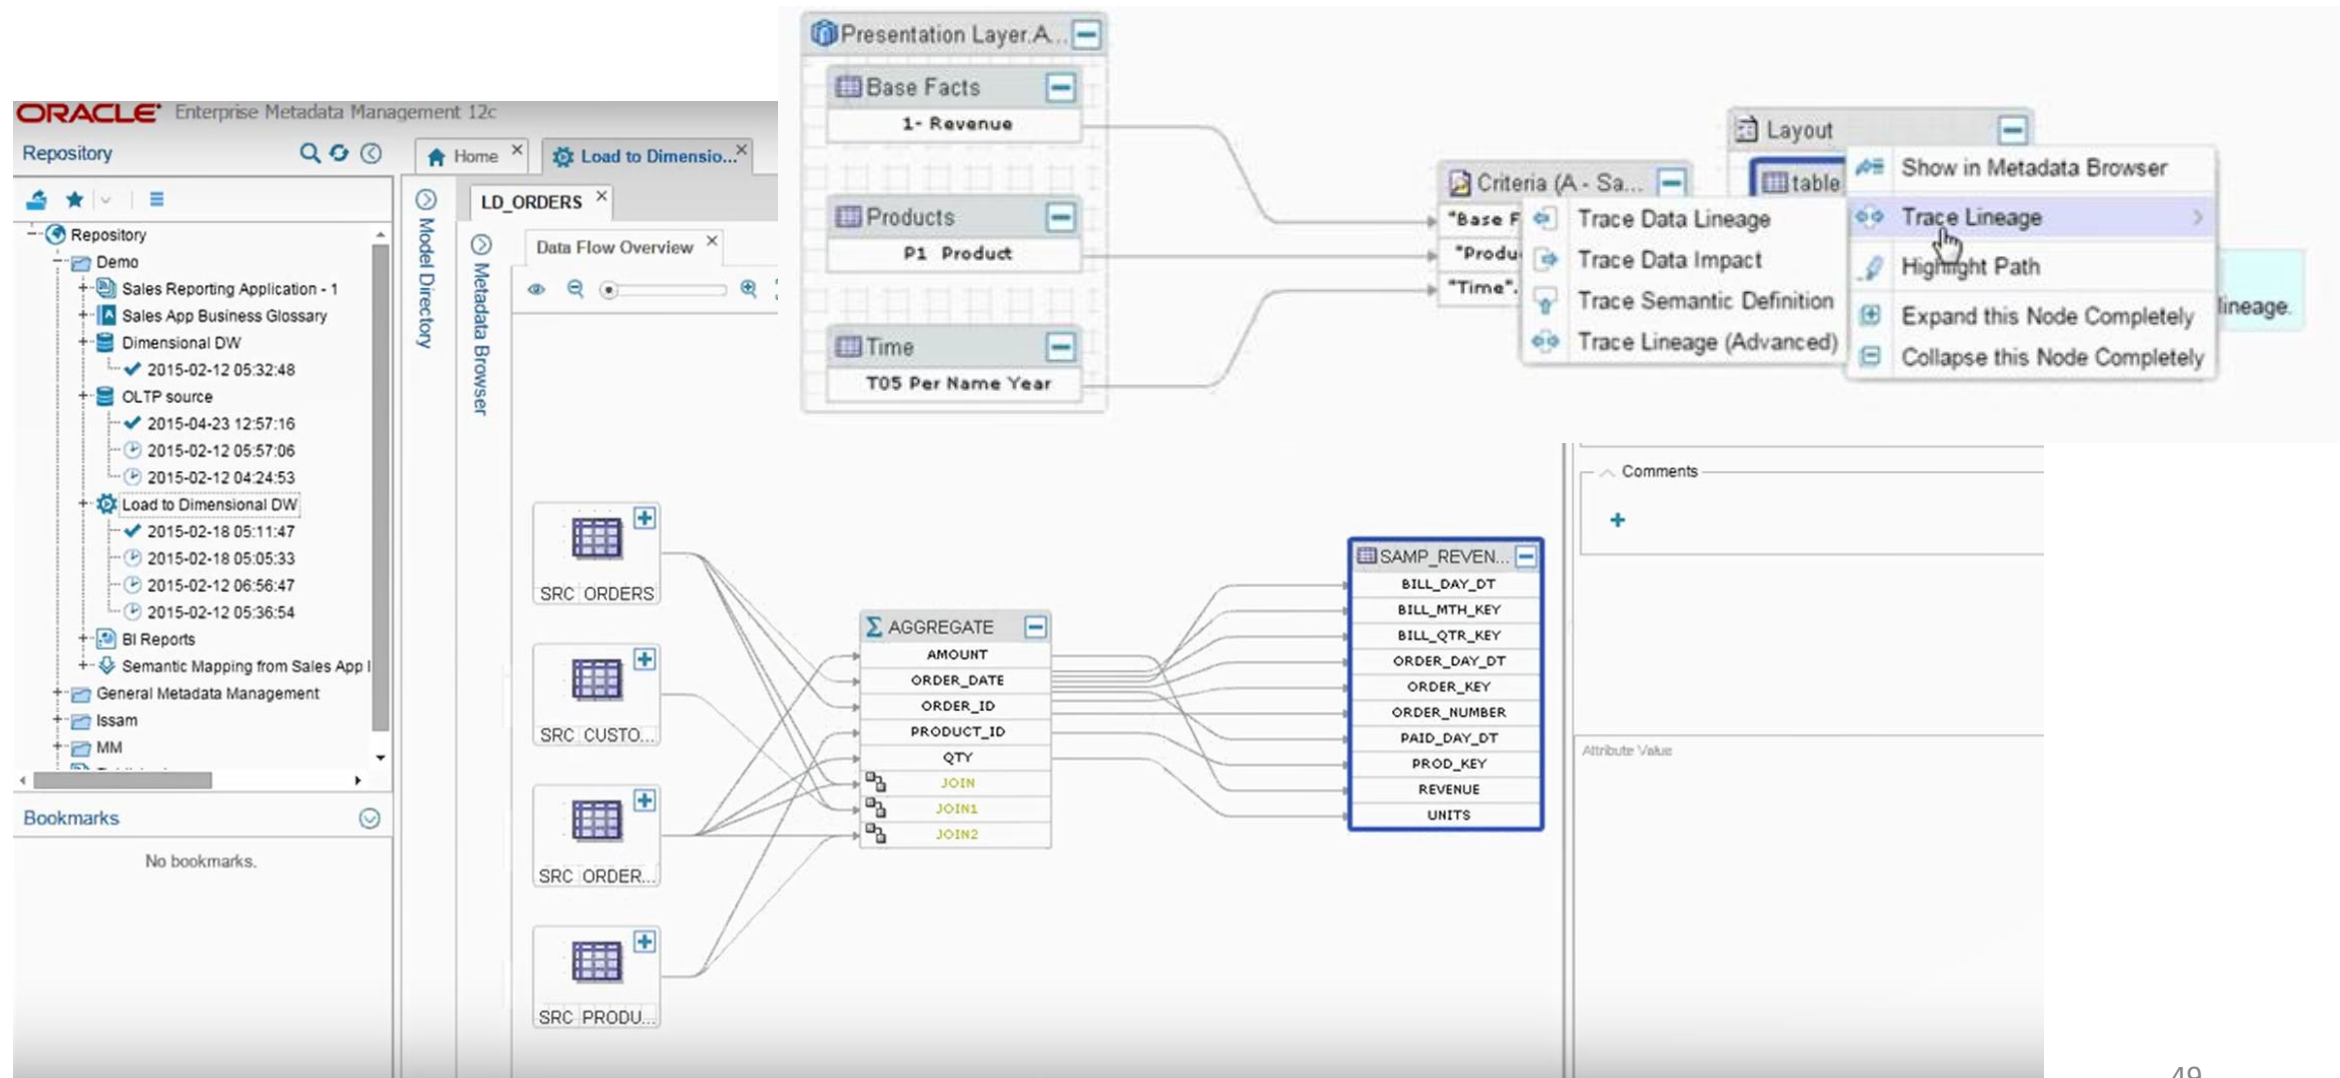 ORACLE Enterprise Metadata Management 12c
Repository
Repository
Demo
Sales Reporting Application - 1
Sales App Business Glossary
Dimensional DW
2015-02-12 05:32:48
OLTP source
2015-04-23 12:57:16
2015-02-12 05:57:06
2015-02-12 04:24:53
Load to Dimensional DW
2015-02-18 05:11:47
2015-02-18 05:05:33
2015-02-12 06:56:47
2015-02-12 05:36:54
BI Reports
Semantic Mapping from Sales App
General Metadata Management
Issam
MM
Bookmarks
No bookmarks.
Home
Load to Dimensio...
Model Directory
LD_ORDERS
Metadata Browser
Data Flow Overview
Presentation Layer.A...
Base Facts
1- Revenue
Products
P1 Product
Time
T05 Per Name Year
Criteria (A - Sa...
"Base F
"Produ
"Time".
Layout
table
Show in Metadata Browser
Trace Lineage
Highlight Path
Expand this Node Completely
Collapse this Node Completely
Trace Data Lineage
Trace Data Impact
Trace Semantic Definition
Trace Lineage (Advanced)
lineage.
SRC_ORDERS
SRC_CUSTO...
SRC_ORDER...
SRC_PRODU...
AGGREGATE
AMOUNT
ORDER_DATE
ORDER_ID
PRODUCT_ID
QTY
JOIN
JOIN1
JOIN2
SAMP_REVEN...
BILL_DAY_DT
BILL_MTH_KEY
BILL_QTR_KEY
ORDER_DAY_DT
ORDER_KEY
ORDER_NUMBER
PAID_DAY_DT
PROD_KEY
REVENUE
UNITS
Comments
Attribute Value
49